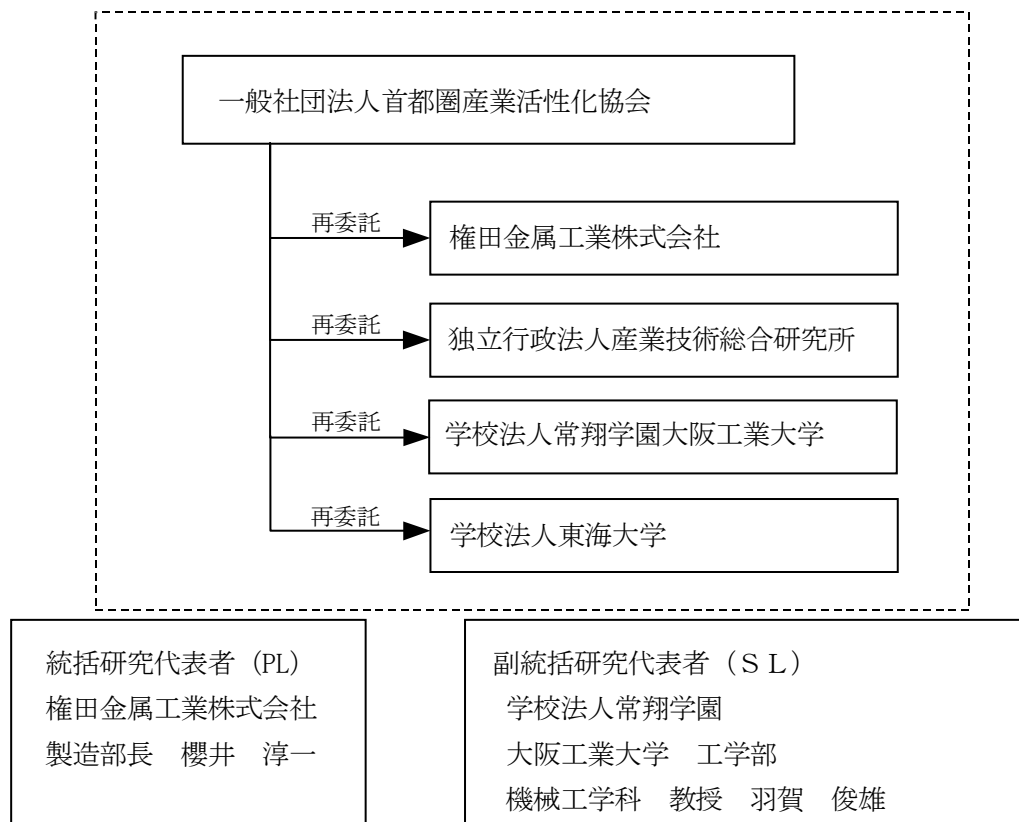 一般社団法人首都圏産業活性化協会
再委託
権田金属工業株式会社
再委託
独立行政法人産業技術総合研究所
再委託
学校法人常翔学園大阪工業大学
再委託
学校法人東海大学
統括研究代表者（PL）
権田金属工業株式会社
製造部長　櫻井　淳一
副統括研究代表者（ＳＬ）
学校法人常翔学園
大阪工業大学　工学部
機械工学科　教授　羽賀　俊雄